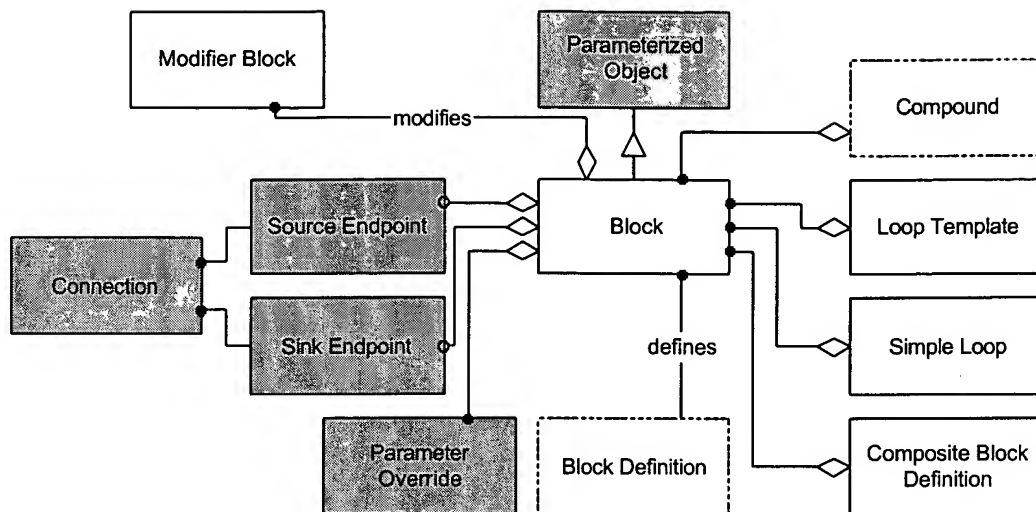 Parameterized
Object
Modifier Block
modifies
Compound
Source Endpoint
Block
Loop Template
Connection
Sink Endpoint
defines
Simple Loop
Parameter
Override
Block Definition
Composite Block
Definition